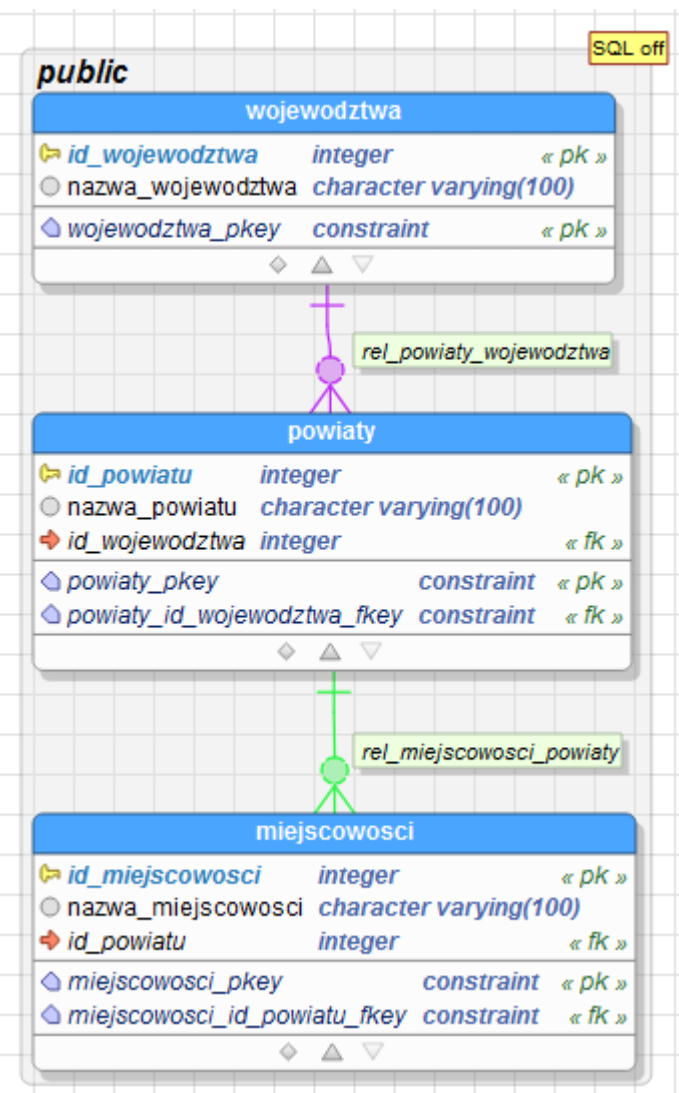 SQL off
public
wojewodztwa
id_wojewodztwa integer « pk »
nazwa_wojewodztwa character varying(100)
wojewodztwa_pkey constraint « pk »
rel_powiaty_wojewodztwa
powiaty
id_powiatu integer « pk »
nazwa_powiatu character varying(100)
id_wojewodztwa integer « fk »
powiaty_pkey constraint « pk »
powiaty_id_wojewodztwa_fkey constraint « fk »
rel_miejscowosci_powiaty
miejscowosci
id_miejscowosci integer « pk »
nazwa_miejscowosci character varying(100)
id_powiatu integer « fk »
miejscowosci_pkey constraint « pk »
miejscowosci_id_powiatu_fkey constraint « fk »